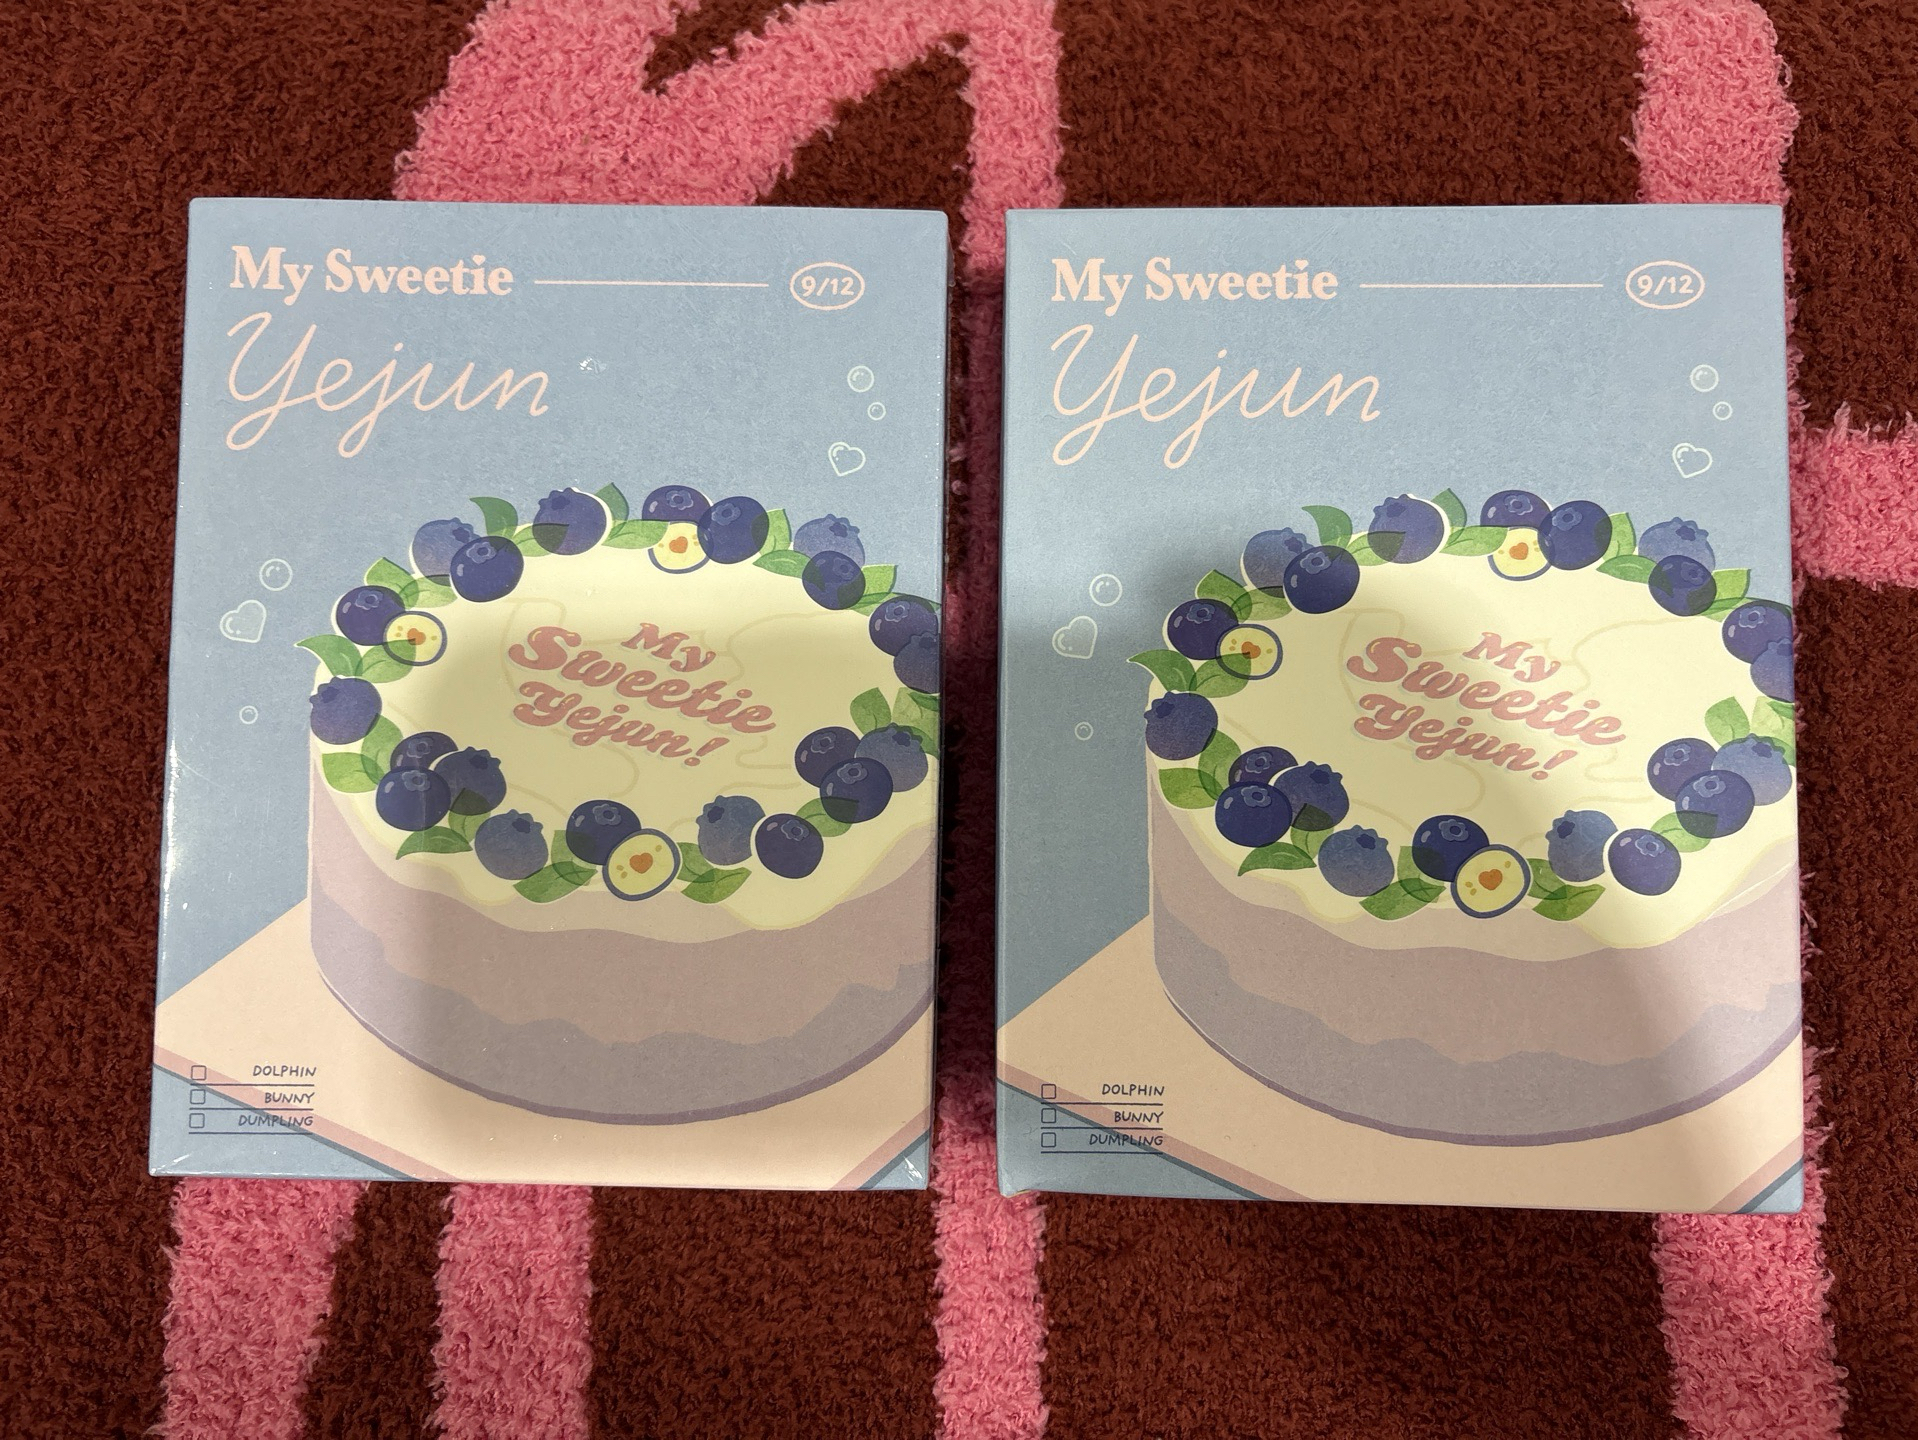 My Sweetie
9/12
Yejun
My
Sweetie
Yejun!
DOLPHIN
BUNNY
DUMPLING
My Sweetie
9/12
Yejun
My
Sweetie
Yejun!
DOLPHIN
BUNNY
DUMPLING